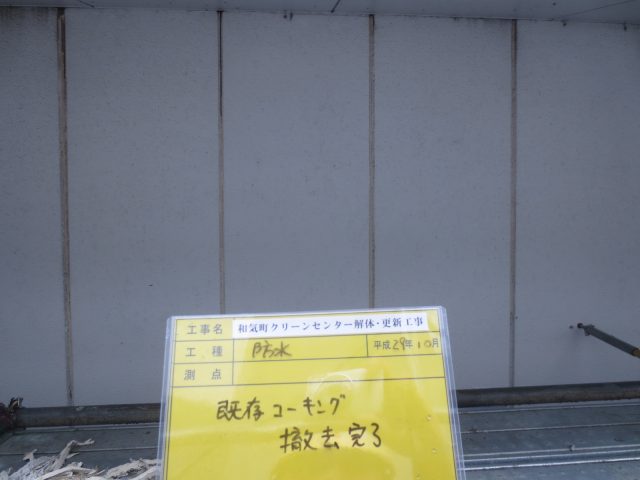 工事名 和気町クリーンセンター解体・更新工事
工種 防水 平成29年10月
測点
既存コーキング
撤去完了